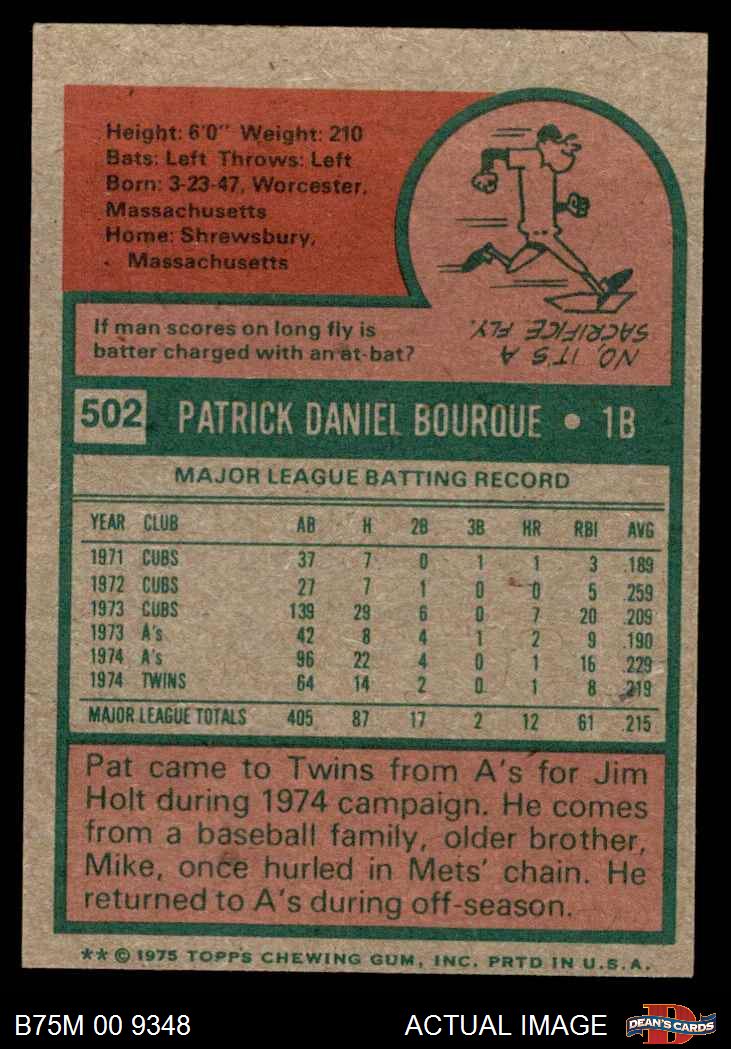 Height: 6'0" Weight: 210
Bats: Left Throws: Left
Born: 3-23-47, Worcester,
Massachusetts
Home: Shrewsbury,
Massachusetts
If man scores on long fly is
batter charged with an at-bat?
NO, IT'S A
SACRIFICE FLY.
502 PATRICK DANIEL BOURQUE • 1B
MAJOR LEAGUE BATTING RECORD
YEAR CLUB AB H 2B 3B HR RBI AVG
1971 CUBS 37 7 0 1 1 3 .189
1972 CUBS 27 7 1 0 0 5 .259
1973 CUBS 139 29 6 0 7 20 .209
1973 A's 42 8 4 1 2 9 .190
1974 A's 96 22 4 0 1 16 .229
1974 TWINS 64 14 2 0 1 8 .219
MAJOR LEAGUE TOTALS 405 87 17 2 12 61 .215
Pat came to Twins from A's for Jim
Holt during 1974 campaign. He comes
from a baseball family, older brother,
Mike, once hurled in Mets' chain. He
returned to A's during off-season.
** © 1975 TOPPS CHEWING GUM, INC. PRTD IN U.S.A.
B75M 00 9348 ACTUAL IMAGE DEAN'S CARDS